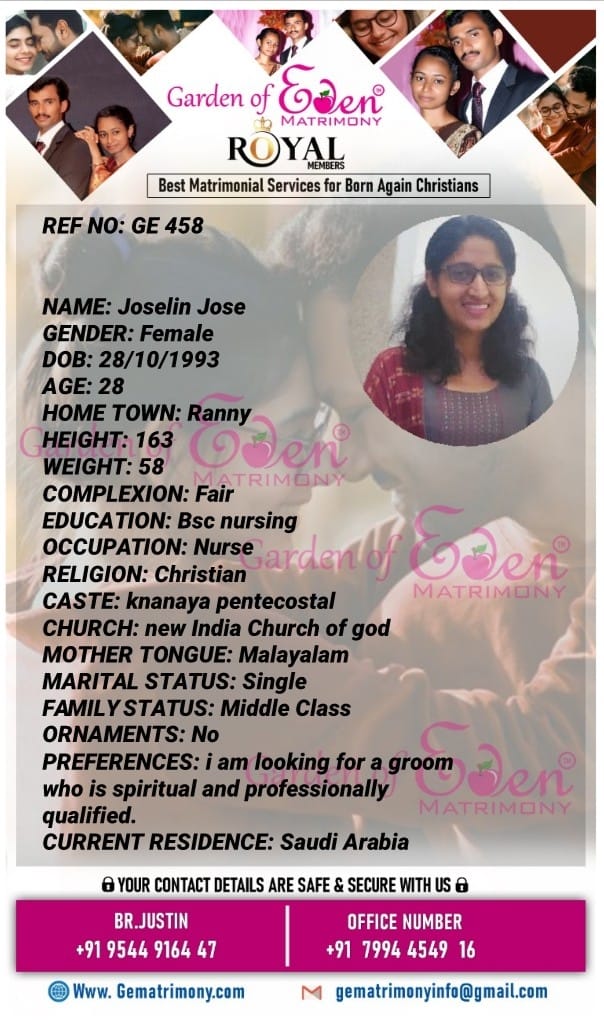 Garden of Eden TM
MATRIMONY
ROYAL
MEMBERS
Best Matrimonial Services for Born Again Christians
REF NO: GE 458
NAME: Joselin Jose
GENDER: Female
DOB: 28/10/1993
AGE: 28
HOME TOWN: Ranny
HEIGHT: 163
WEIGHT: 58
COMPLEXION: Fair
EDUCATION: Bsc nursing
OCCUPATION: Nurse
RELIGION: Christian
CASTE: knanaya pentecostal
CHURCH: new India Church of god
MOTHER TONGUE: Malayalam
MARITAL STATUS: Single
FAMILY STATUS: Middle Class
ORNAMENTS: No
PREFERENCES: i am looking for a groom
who is spiritual and professionally
qualified.
CURRENT RESIDENCE: Saudi Arabia
Garden of Eden
MATRIMONY
Garden of Eden
MATRIMONY
Garden of Eden
MATRIMONY
YOUR CONTACT DETAILS ARE SAFE & SECURE WITH US
BR.JUSTIN
+91 9544 9164 47
OFFICE NUMBER
+91 7994 4549 16
Www. Gematrimony.com
gematrimonyinfo@gmail.com